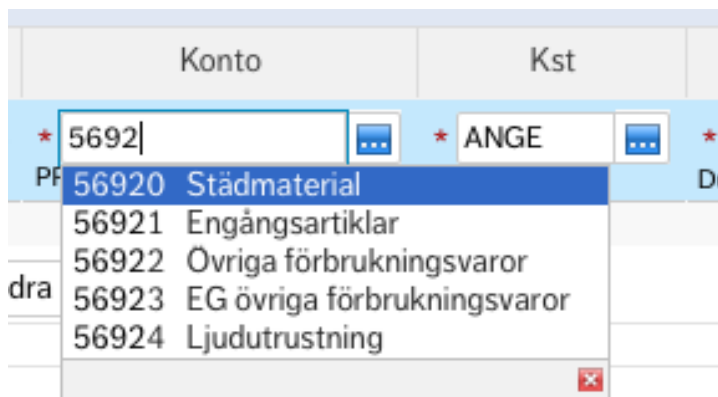 Konto Kst
* 5692 ... * ANGE ... *
56920 Städmaterial
56921 Engångsartiklar
56922 Övriga förbrukningsvaror
dra
56923 EG övriga förbrukningsvaror
56924 Ljudutrustning